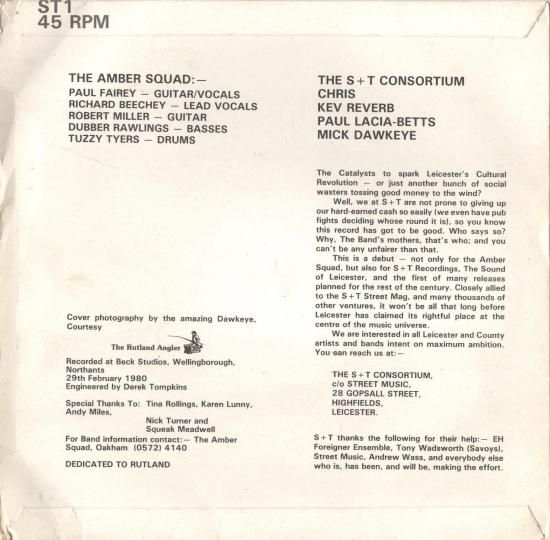 ST1
45 RPM
THE AMBER SQUAD:—
PAUL FAIREY — GUITAR/VOCALS
RICHARD BEECHEY — LEAD VOCALS
ROBERT MILLER — GUITAR
DUBBER RAWLINGS — BASSES
TUZZY TYERS — DRUMS
Cover photography by the amazing Dawkeye,
Courtesy
The Rutland Angler
Recorded at Beck Studios, Wellingborough,
Northants
29th February 1980
Engineered by Derek Tompkins
Special Thanks To: Tina Rollings, Karen Lunny,
Andy Miles,
Nick Turner and
Squeak Meadwell
For Band information contact:— The Amber
Squad, Oakham (0572) 4140
DEDICATED TO RUTLAND
THE S + T CONSORTIUM
CHRIS
KEV REVERB
PAUL LACIA-BETTS
MICK DAWKEYE
The Catalysts to spark Leicester's Cultural
Revolution — or just another bunch of social
wasters tossing good money to the wind?
Well, we at S + T are not prone to giving up
our hard-earned cash so easily (we even have pub
fights deciding whose round it is), so you know
this record has got to be good. Who says so?
Why, The Band's mothers, that's who; and you
can't be any unfairer than that.
This is a debut — not only for the Amber
Squad, but also for S + T Recordings, The Sound
of Leicester, and the first of many releases
planned for the rest of the century. Closely allied
to the S + T Street Mag, and many thousands of
other ventures, it won't be all that long before
Leicester has claimed its rightful place at the
centre of the music universe.
We are interested in all Leicester and County
artists and bands intent on maximum ambition.
You can reach us at:—
THE S + T CONSORTIUM,
c/o STREET MUSIC,
28 GOPSALL STREET,
HIGHFIELDS,
LEICESTER.
S + T thanks the following for their help:— EH
Foreigner Ensemble, Tony Wadsworth (Savoys),
Street Music, Andrew Wass, and everybody else
who is, has been, and will be, making the effort.